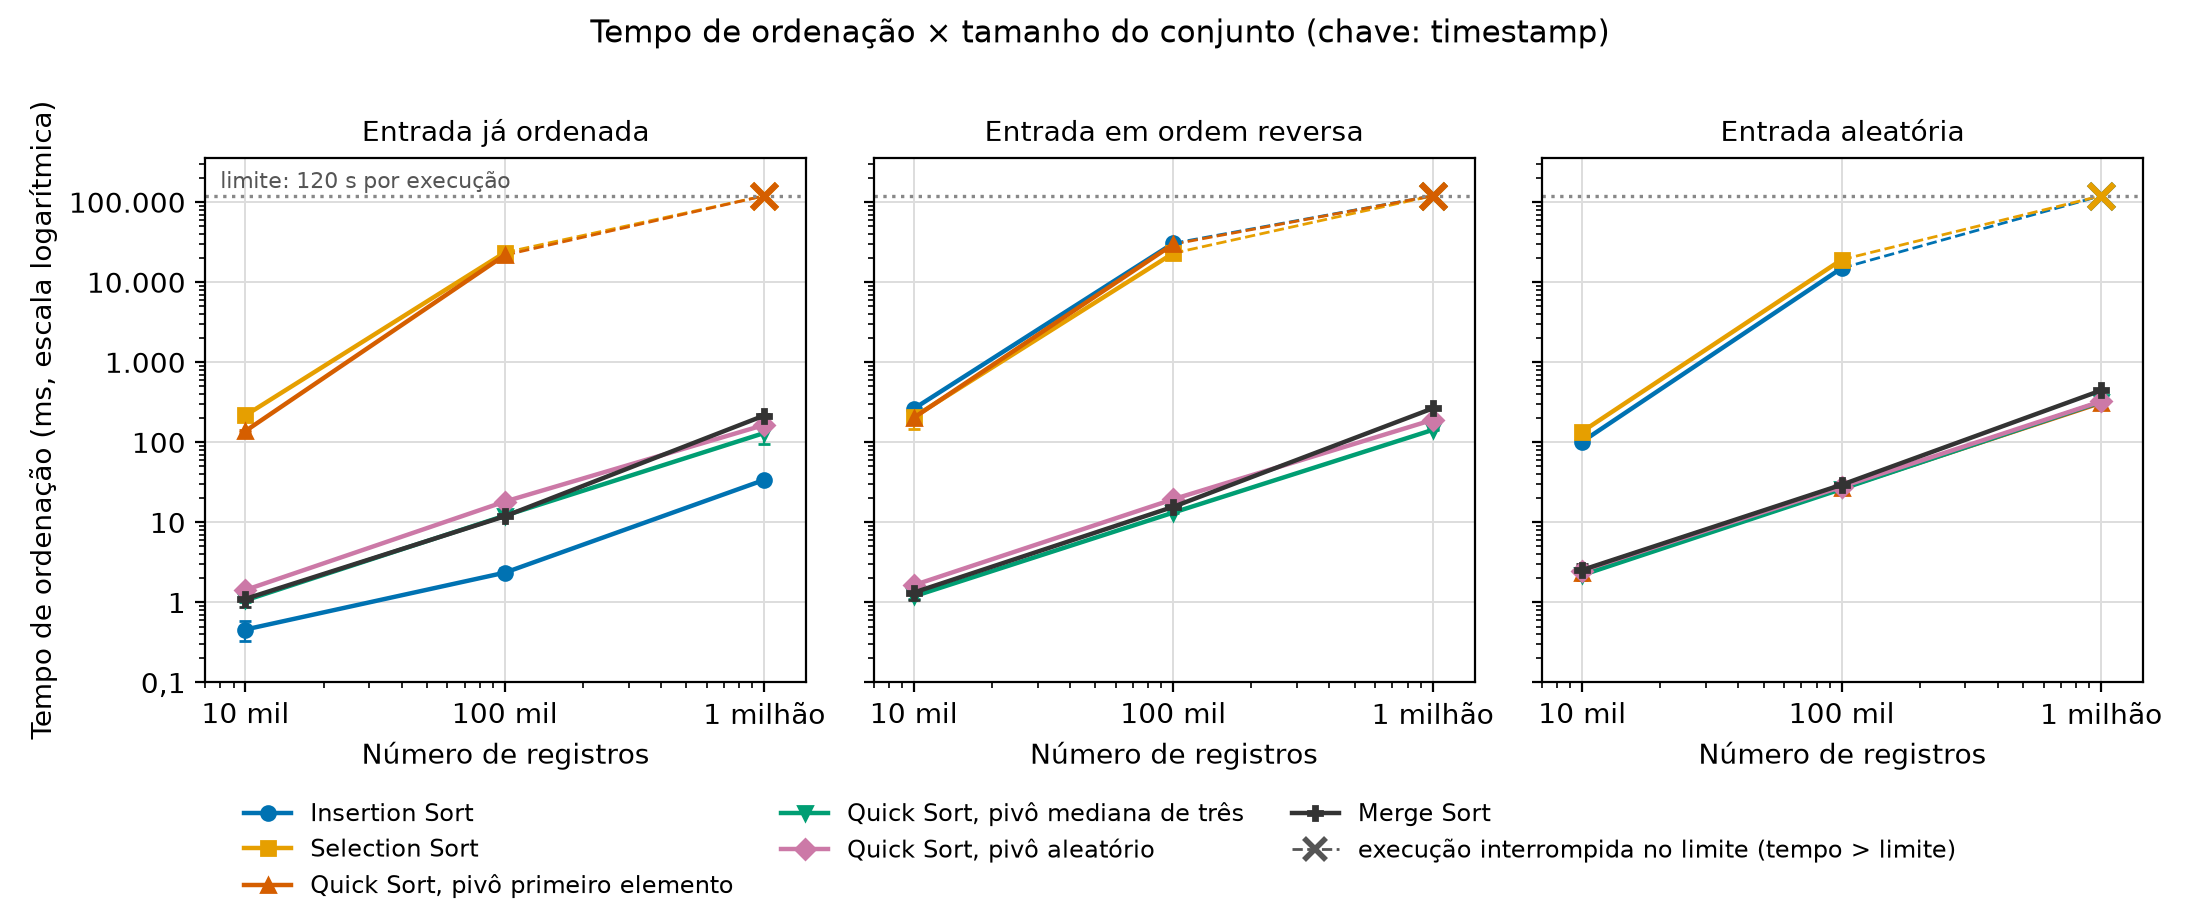 Tempo de ordenação × tamanho do conjunto (chave: timestamp)
Tempo de ordenação (ms, escala logarítmica)
Entrada já ordenada
limite: 120 s por execução
100.000
10.000
1.000
100
10
1
0,1
10 mil
100 mil
1 milhão
Número de registros
Entrada em ordem reversa
10 mil
100 mil
1 milhão
Número de registros
Entrada aleatória
10 mil
100 mil
1 milhão
Número de registros
Insertion Sort
Selection Sort
Quick Sort, pivô primeiro elemento
Quick Sort, pivô mediana de três
Quick Sort, pivô aleatório
Merge Sort
execução interrompida no limite (tempo > limite)